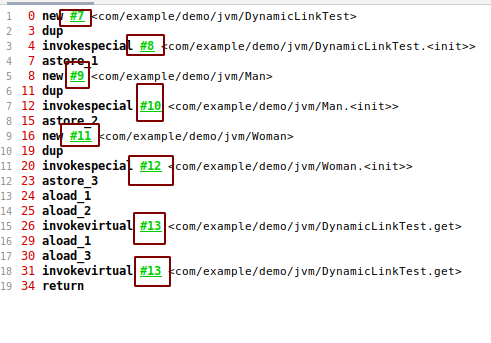 1 0 new #7 <com/example/demo/jvm/DynamicLinkTest>
2 3 dup
3 4 invokespecial #8 <com/example/demo/jvm/DynamicLinkTest.<init>>
4 7 astore_1
5 8 new #9 <com/example/demo/jvm/Man>
6 11 dup
7 12 invokespecial #10 <com/example/demo/jvm/Man.<init>>
8 15 astore_2
9 16 new #11 <com/example/demo/jvm/Woman>
10 19 dup
11 20 invokespecial #12 <com/example/demo/jvm/Woman.<init>>
12 23 astore_3
13 24 aload_1
14 25 aload_2
15 26 invokevirtual #13 <com/example/demo/jvm/DynamicLinkTest.get>
16 29 aload_1
17 30 aload_3
18 31 invokevirtual #13 <com/example/demo/jvm/DynamicLinkTest.get>
19 34 return